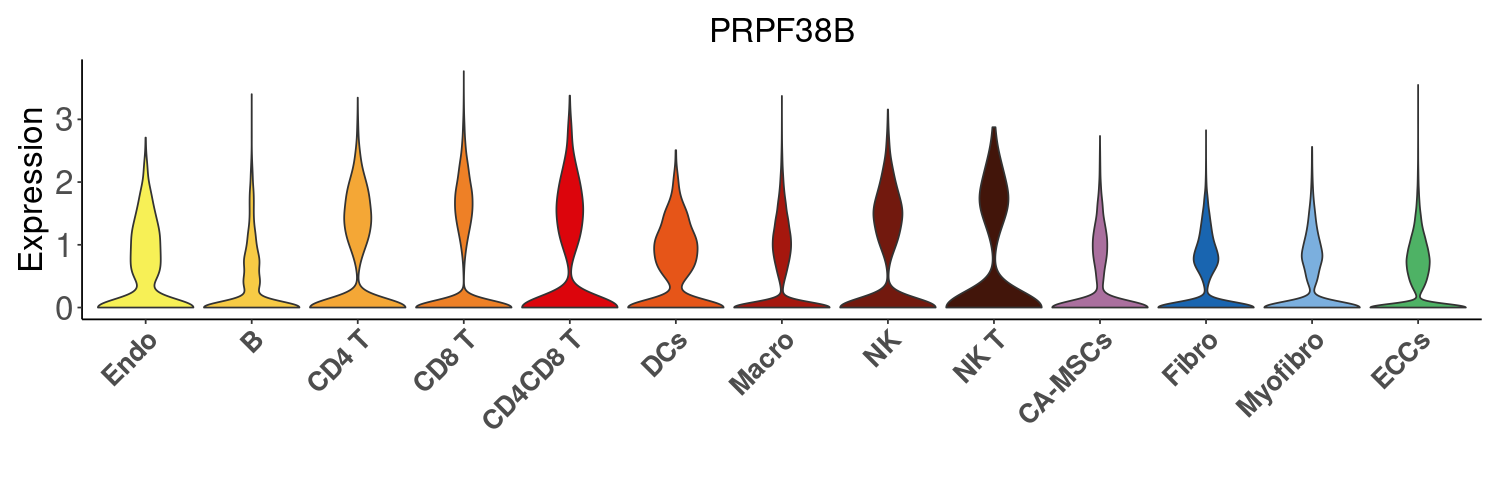 PRPF38B
Expression
3
2
1
0
Endo
B
CD4 T
CD8 T
CD4CD8 T
DCs
Macro
NK
NK T
CA-MSCs
Fibro
Myofibro
ECCs